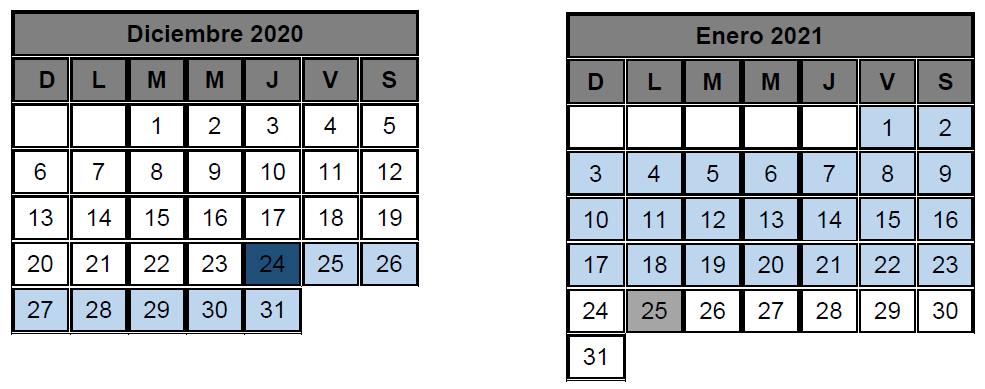 Diciembre 2020
D L M M J V S
1 2 3 4 5
6 7 8 9 10 11 12
13 14 15 16 17 18 19
20 21 22 23 24 25 26
27 28 29 30 31
Enero 2021
D L M M J V S
1 2
3 4 5 6 7 8 9
10 11 12 13 14 15 16
17 18 19 20 21 22 23
24 25 26 27 28 29 30
31